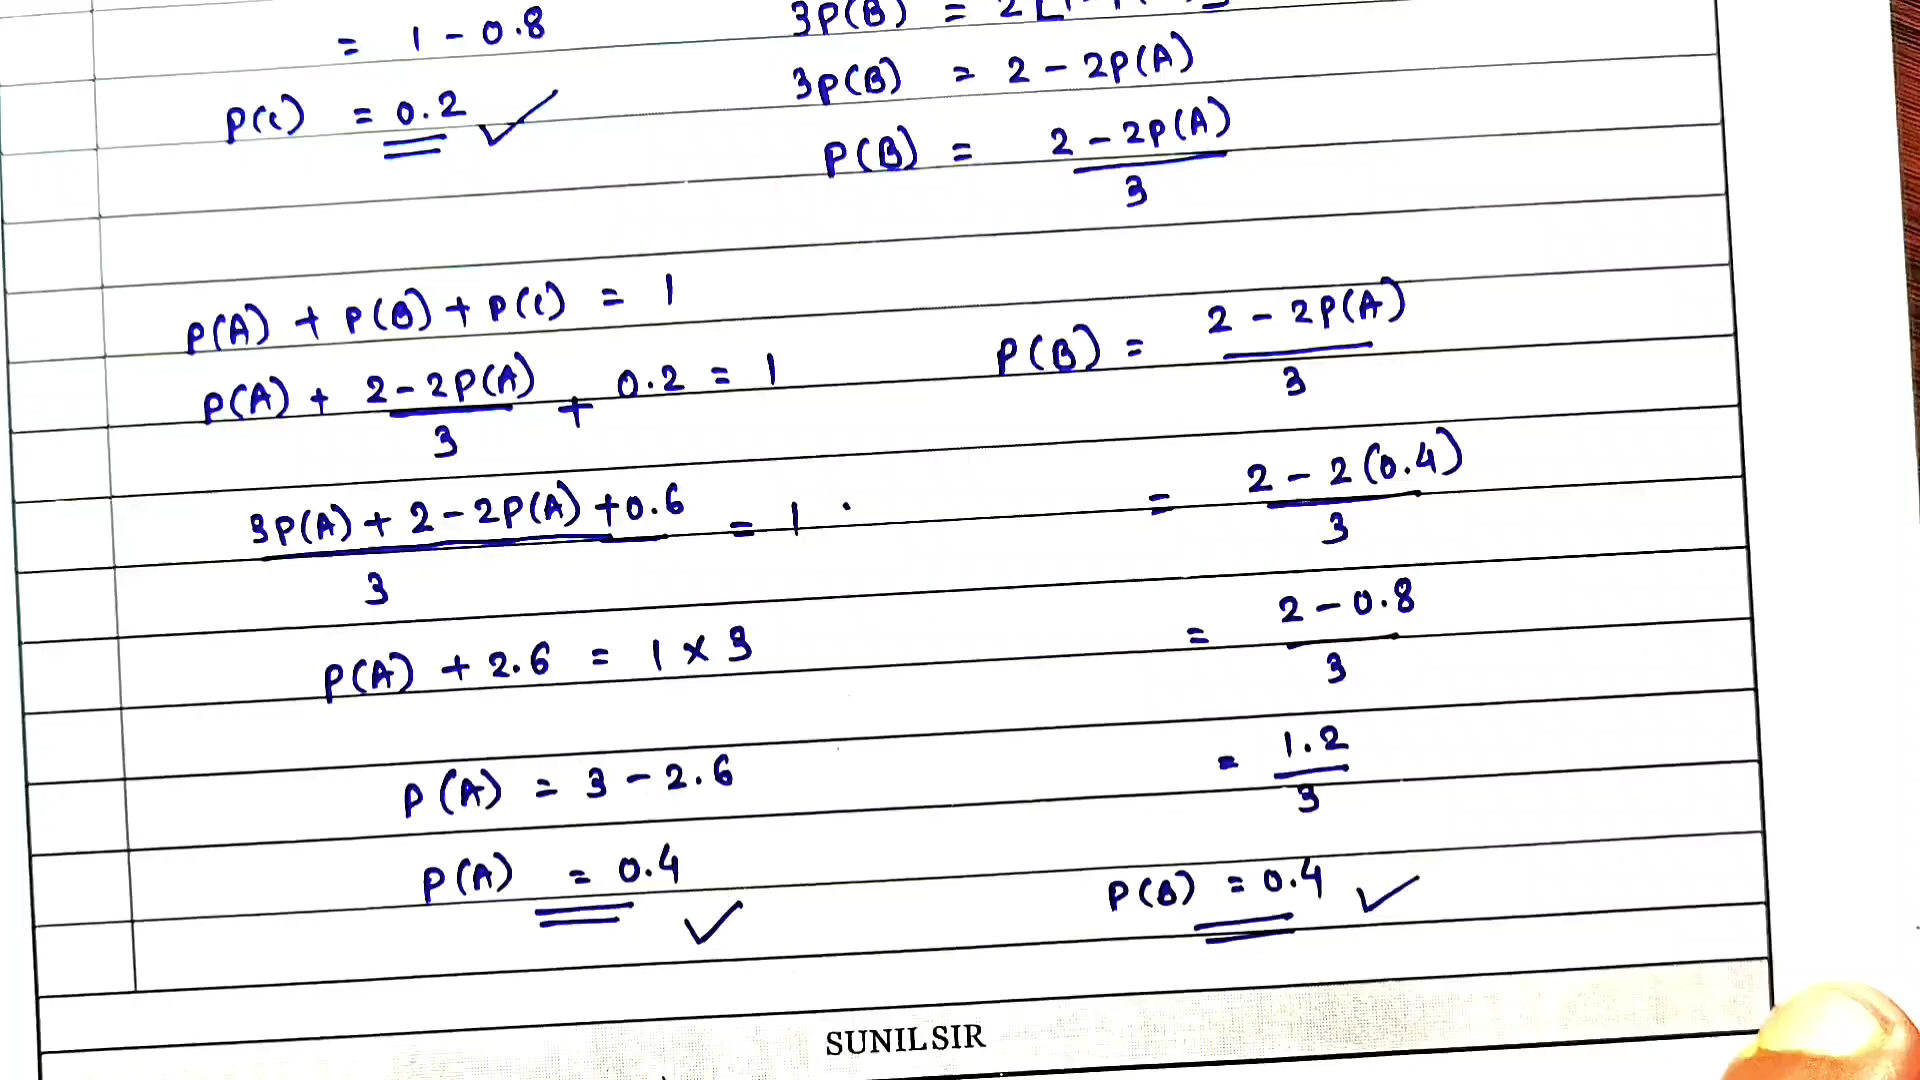 = 1 - 0.8
3P(B) = 2
P(C) = 0.2 ✓
3P(B) = 2 - 2P(A)
P(B) = 2 - 2P(A) / 3
P(A) + P(B) + P(C) = 1
P(A) + 2 - 2P(A) / 3 + 0.2 = 1
3P(A) + 2 - 2P(A) + 0.6 / 3 = 1
P(A) + 2.6 = 1 × 3
P(A) = 3 - 2.6
P(A) = 0.4 ✓
P(B) = 2 - 2P(A) / 3
= 2 - 2(0.4) / 3
= 2 - 0.8 / 3
= 1.2 / 3
P(B) = 0.4 ✓
SUNIL SIR